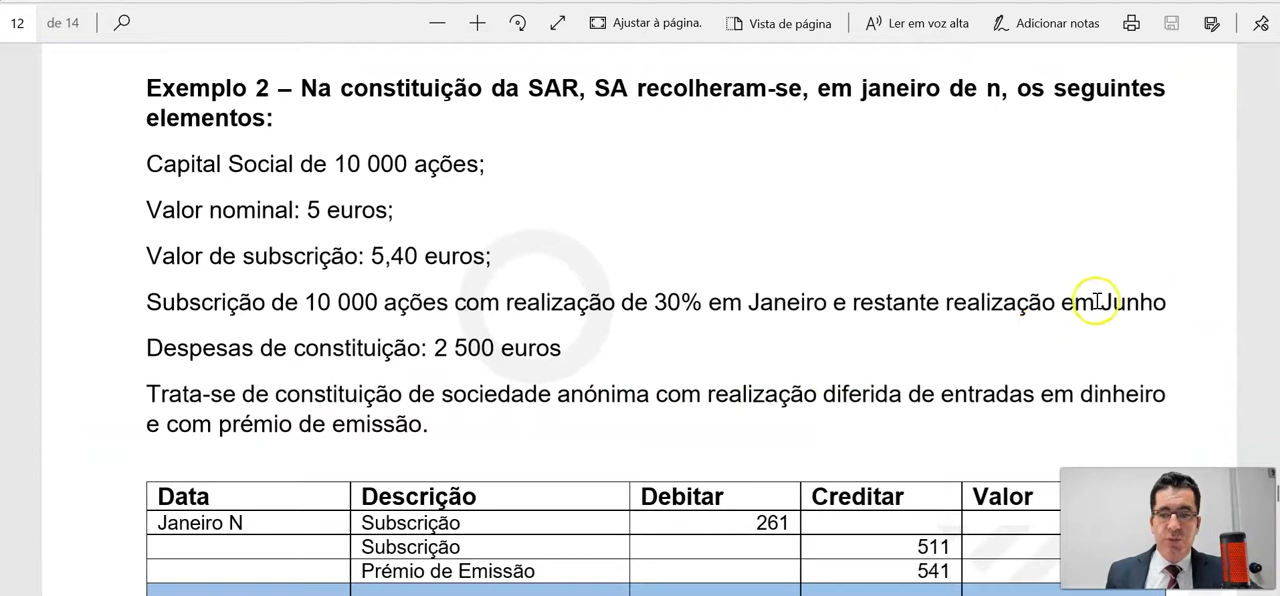 12 de 14 Ajustar à página. Vista de página Ler em voz alta Adicionar notas
Exemplo 2 – Na constituição da SAR, SA recolheram-se, em janeiro de n, os seguintes
elementos:
Capital Social de 10 000 ações;
Valor nominal: 5 euros;
Valor de subscrição: 5,40 euros;
Subscrição de 10 000 ações com realização de 30% em Janeiro e restante realização em Junho
Despesas de constituição: 2 500 euros
Trata-se de constituição de sociedade anónima com realização diferida de entradas em dinheiro
e com prémio de emissão.
Data Descrição Debitar Creditar Valor
Janeiro N Subscrição 261
Subscrição 511
Prémio de Emissão 541